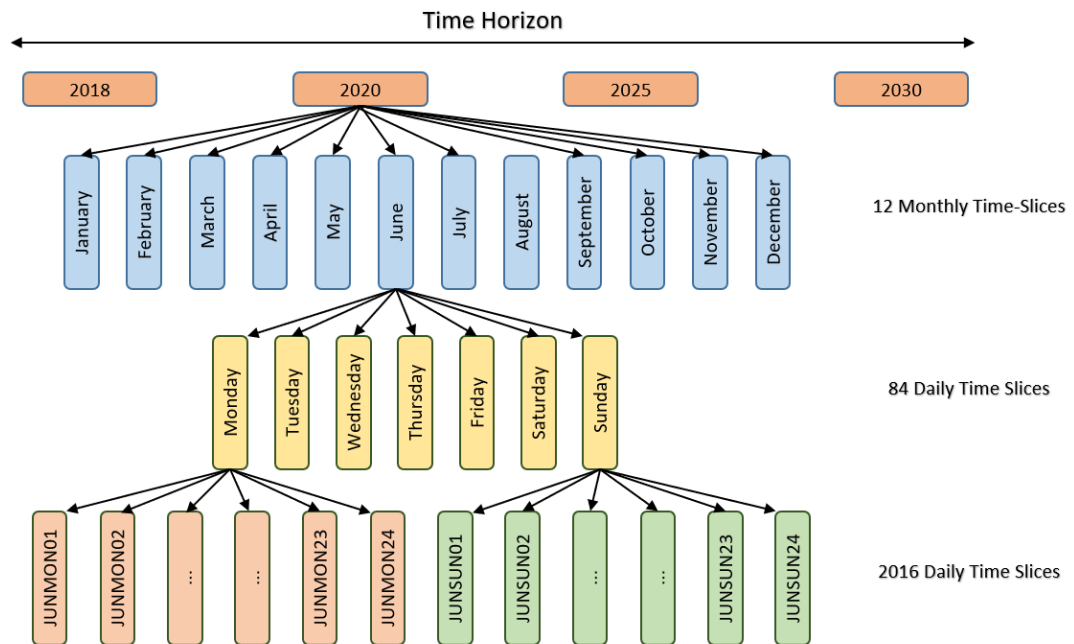 Time Horizon
2018
2020
2025
2030
January
February
March
April
May
June
July
August
September
October
November
December
12 Monthly Time-Slices
Monday
Tuesday
Wednesday
Thursday
Friday
Saturday
Sunday
84 Daily Time Slices
JUNMON01
JUNMON02
...
...
JUNMON23
JUNMON24
JUNSUN01
JUNSUN02
...
...
JUNSUN23
JUNSUN24
2016 Daily Time Slices